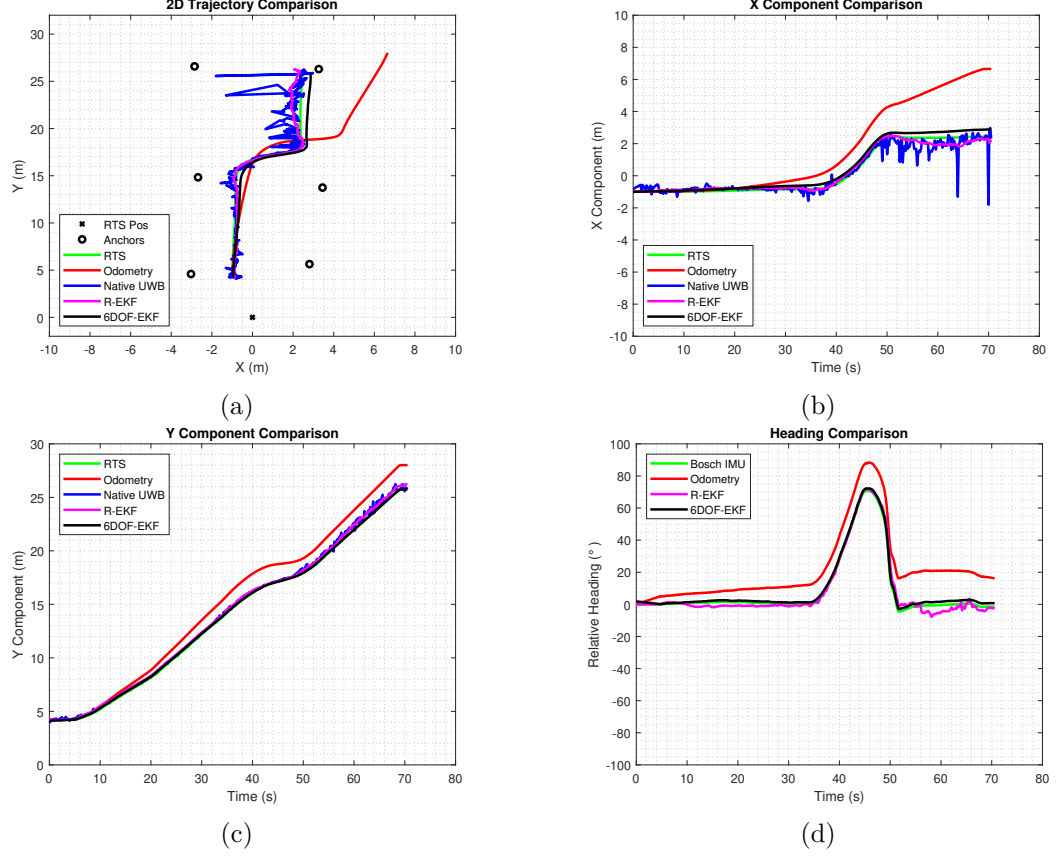 2D Trajectory Comparison
30
25
20
15
10
5
0
Y (m)
RTS Pos
Anchors
RTS
Odometry
Native UWB
R-EKF
6DOF-EKF
-10 -8 -6 -4 -2 0 2 4 6 8 10
X (m)
(a)
X Component Comparison
10
8
6
4
2
0
-2
-4
-6
-8
-10
X Component (m)
RTS
Odometry
Native UWB
R-EKF
6DOF-EKF
0 10 20 30 40 50 60 70 80
Time (s)
(b)
Y Component Comparison
30
25
20
15
10
5
0
Y Component (m)
RTS
Odometry
Native UWB
R-EKF
6DOF-EKF
0 10 20 30 40 50 60 70 80
Time (s)
(c)
Heading Comparison
100
80
60
40
20
0
-20
-40
-60
-80
-100
Relative Heading (° )
Bosch IMU
Odometry
R-EKF
6DOF-EKF
0 10 20 30 40 50 60 70 80
Time (s)
(d)